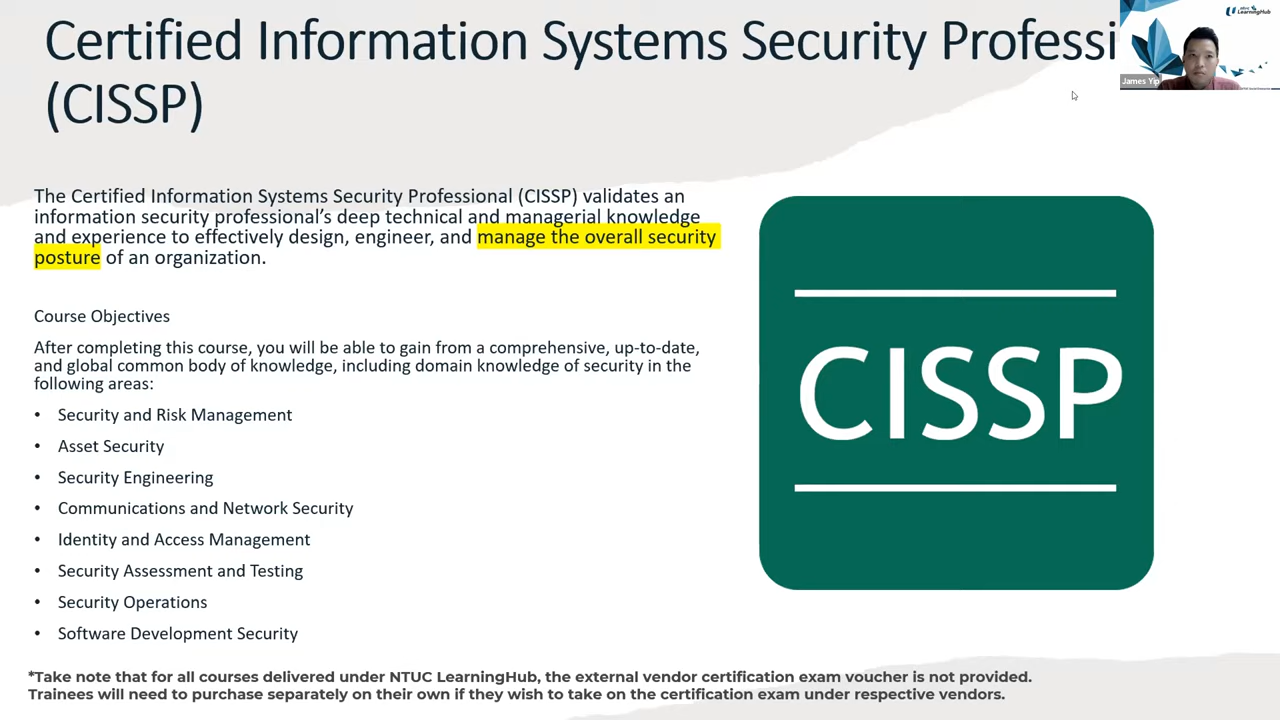 Certified Information Systems Security Professi
(CISSP)
LearningHub
James Yip
The Certified Information Systems Security Professional (CISSP) validates an
information security professional's deep technical and managerial knowledge
and experience to effectively design, engineer, and manage the overall security
posture of an organization.
Course Objectives
After completing this course, you will be able to gain from a comprehensive, up-to-date,
and global common body of knowledge, including domain knowledge of security in the
following areas:
• Security and Risk Management
• Asset Security
• Security Engineering
• Communications and Network Security
• Identity and Access Management
• Security Assessment and Testing
• Security Operations
• Software Development Security
CISSP
*Take note that for all courses delivered under NTUC LearningHub, the external vendor certification exam voucher is not provided.
Trainees will need to purchase separately on their own if they wish to take on the certification exam under respective vendors.